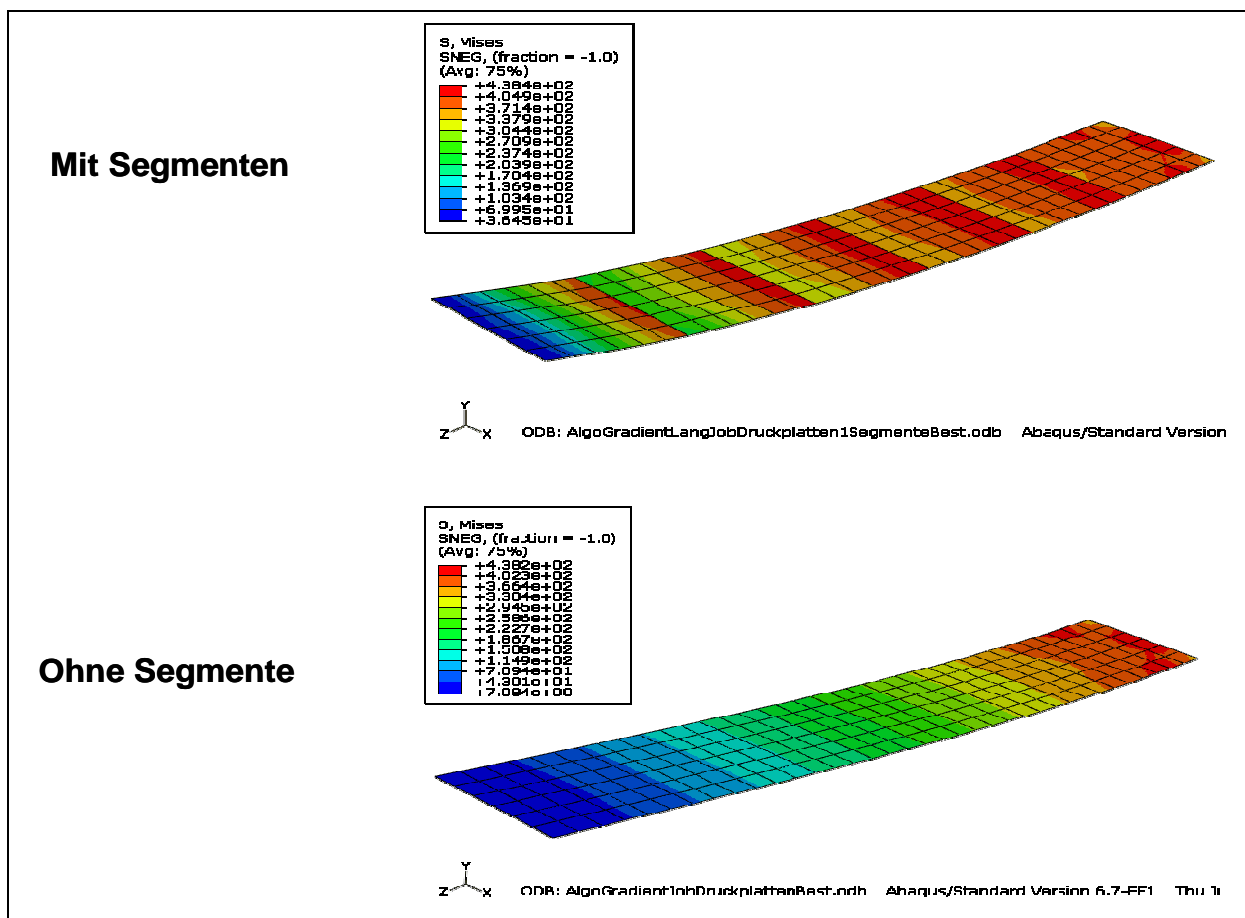 Mit Segmenten
S, Mises
SNEG, (fraction = -1.0)
(Avg: 75%)
+4.384e+02
+4.049e+02
+3.714e+02
+3.379e+02
+3.044e+02
+2.709e+02
+2.374e+02
+2.039e+02
+1.704e+02
+1.369e+02
+1.034e+02
+6.995e+01
+3.645e+01
Y
Z X
ODB: AlgoGradientLangJobDruckplatten1SegmenteBest.odb Abaqus/Standard Version
Ohne Segmente
S, Mises
SNEG, (fraction = -1.0)
(Avg: 75%)
+4.382e+02
+4.023e+02
+3.664e+02
+3.304e+02
+2.945e+02
+2.586e+02
+2.227e+02
+1.867e+02
+1.508e+02
+1.149e+02
+7.894e+01
+4.301e+01
Y
Z X
ODB: AlgoGradientJobDruckplattenBest.odb Abaqus/Standard Version 6.7-EF1 Thu